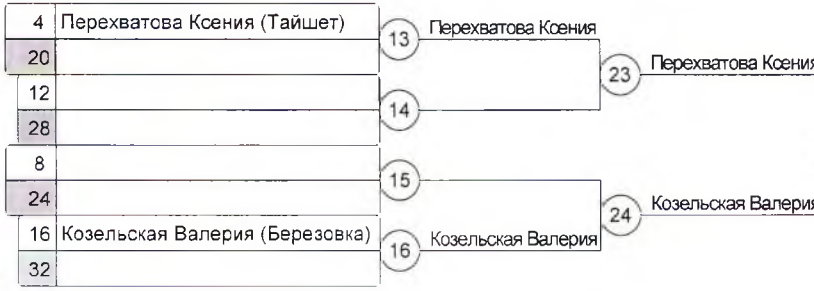 4 Перехватова Ксения (Тайшет)
20
13 Перехватова Ксения
12
28
14
23 Перехватова Ксения
8
24
15
16 Козельская Валерия (Березовка)
32
16 Козельская Валерия
24 Козельская Валерия